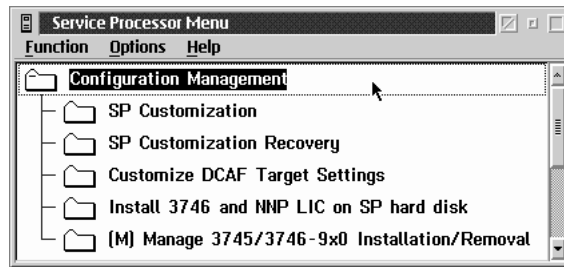 Service Processor Menu
Function Options Help
Configuration Management
SP Customization
SP Customization Recovery
Customize DCAF Target Settings
Install 3746 and NNP LIC on SP hard disk
(M) Manage 3745/3746-9x0 Installation/Removal